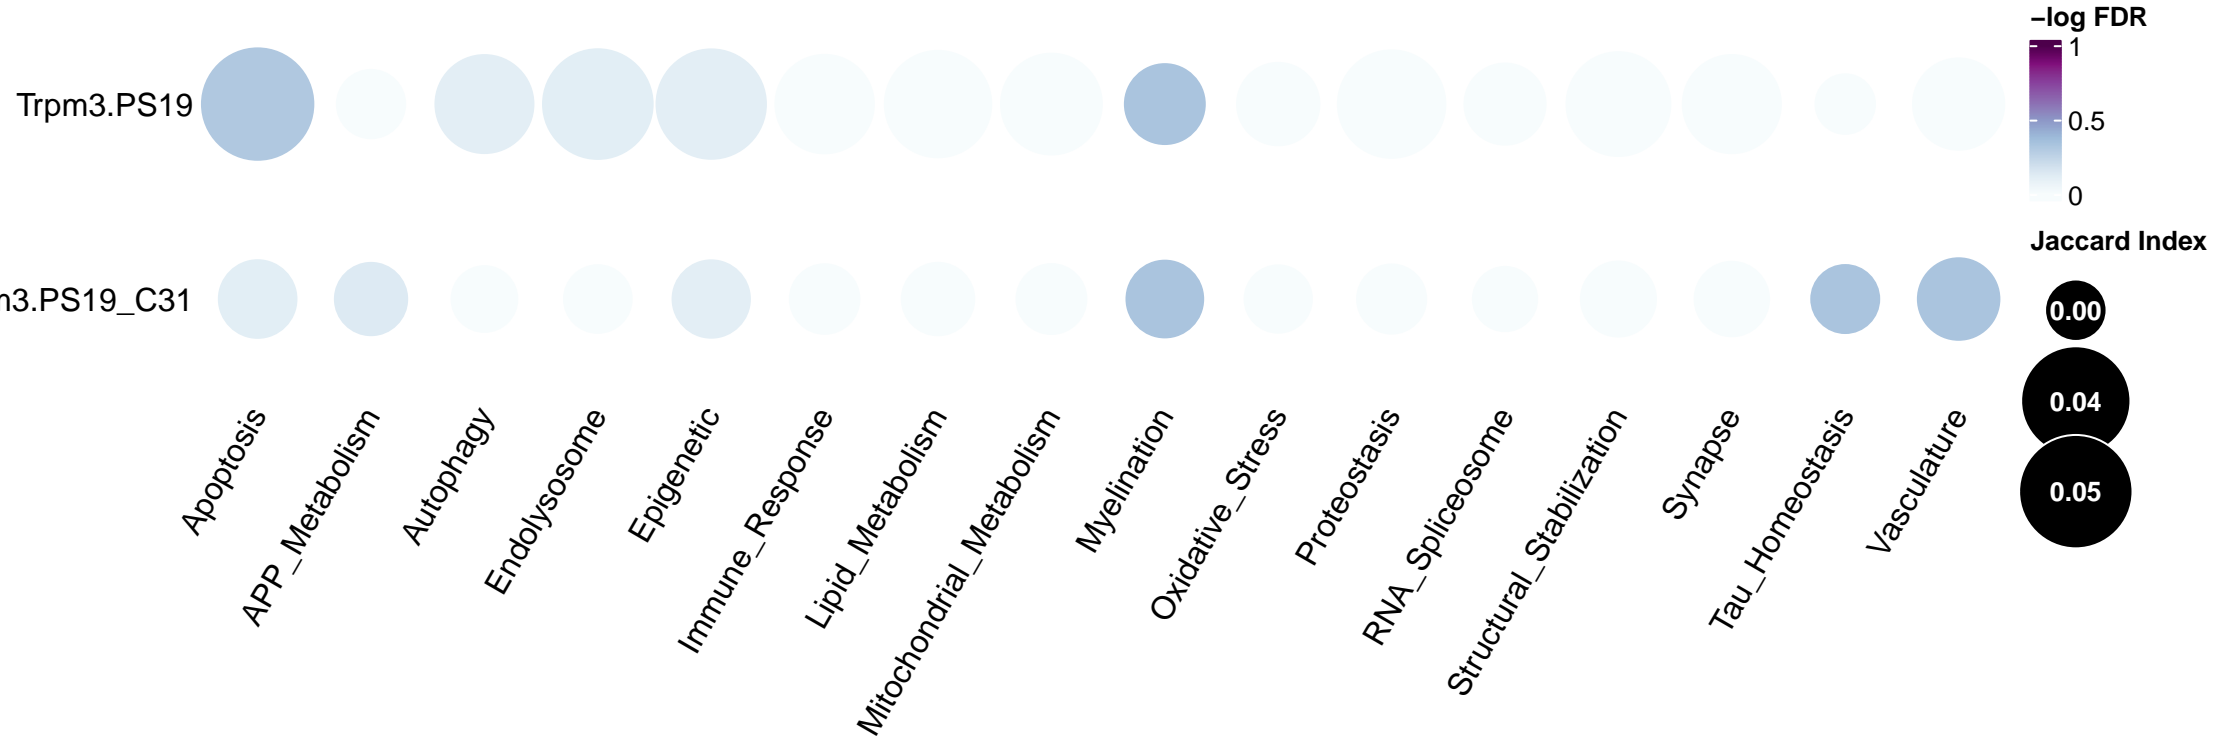 −log FDR
1
0.5
0
Trpm3.PS19
m3.PS19_C31
Jaccard Index
0.00
0.04
0.05
Apoptosis
APP_Metabolism
Autophagy
Endolysosome
Epigenetic
Immune_Response
Lipid_Metabolism
Mitochondrial_Metabolism
Myelination
Oxidative_Stress
Proteostasis
RNA_Spliceosome
Structural_Stabilization
Synapse
Tau_Homeostasis
Vasculature